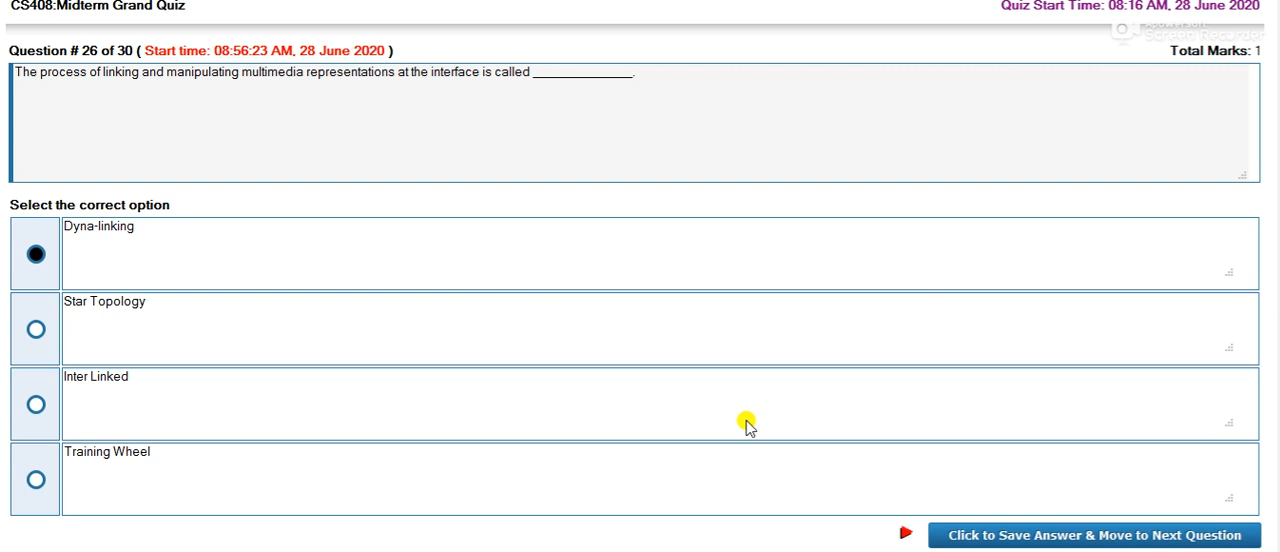 CS408:Midterm Grand Quiz
Quiz Start Time: 08:16 AM, 28 June 2020
Apowersoft
Screen Recorder
Question # 26 of 30 ( Start time: 08:56:23 AM, 28 June 2020 )
Total Marks: 1
The process of linking and manipulating multimedia representations at the interface is called _______________.
Select the correct option
Dyna-linking
Star Topology
Inter Linked
Training Wheel
Click to Save Answer & Move to Next Question